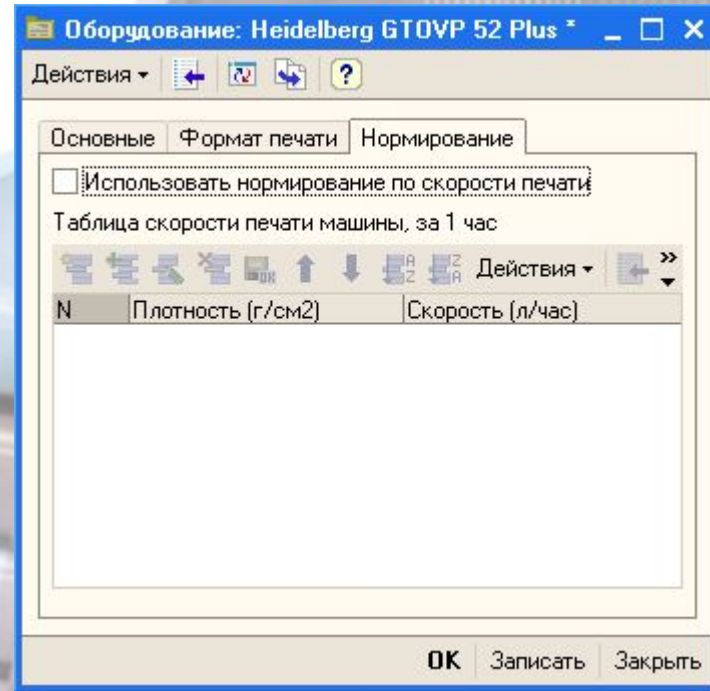 Оборудование: Heidelberg GTOVP 52 Plus *
Действия
Основные Формат печати Нормирование
Использовать нормирование по скорости печати
Таблица скорости печати машины, за 1 час
Действия
N Плотность (г/см2) Скорость (л/час)
OK Записать Закрыть